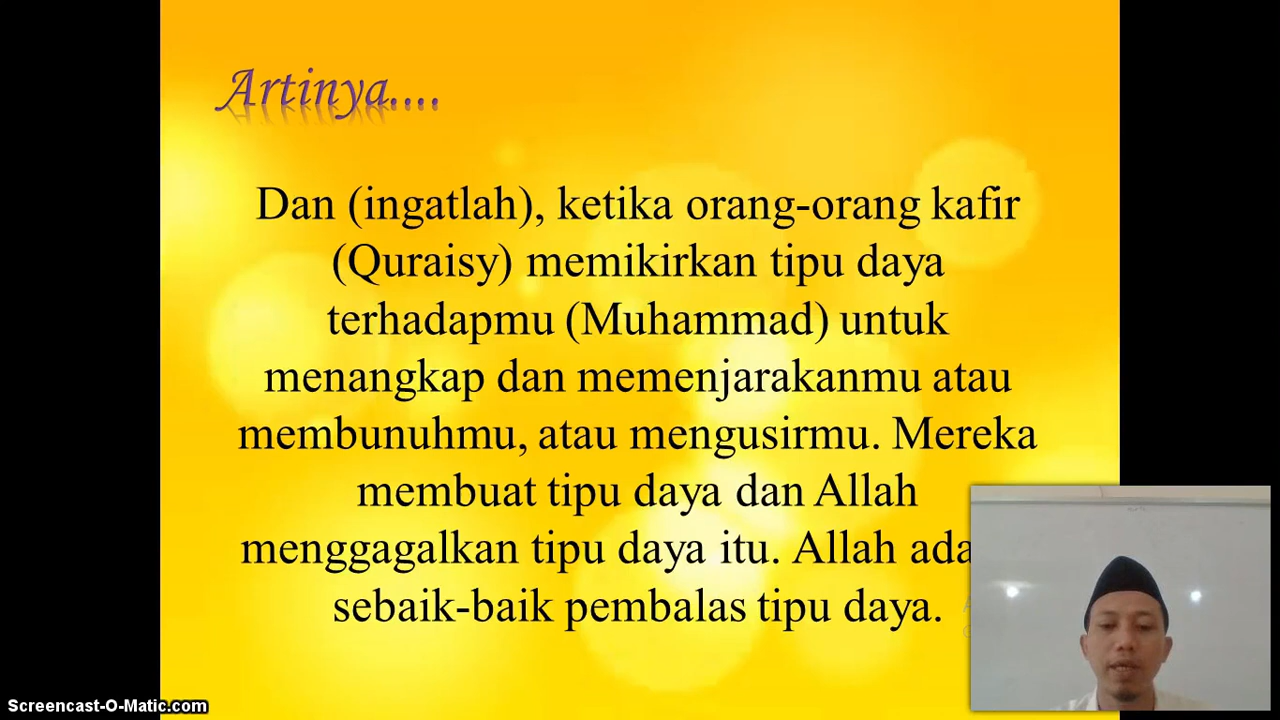 Artinya....
Dan (ingatlah), ketika orang-orang kafir
(Quraisy) memikirkan tipu daya
terhadapmu (Muhammad) untuk
menangkap dan memenjarakanmu atau
membunuhmu, atau mengusirmu. Mereka
membuat tipu daya dan Allah
menggagalkan tipu daya itu. Allah
sebaik-baik pembalas tipu daya.
Screencast-O-Matic.com